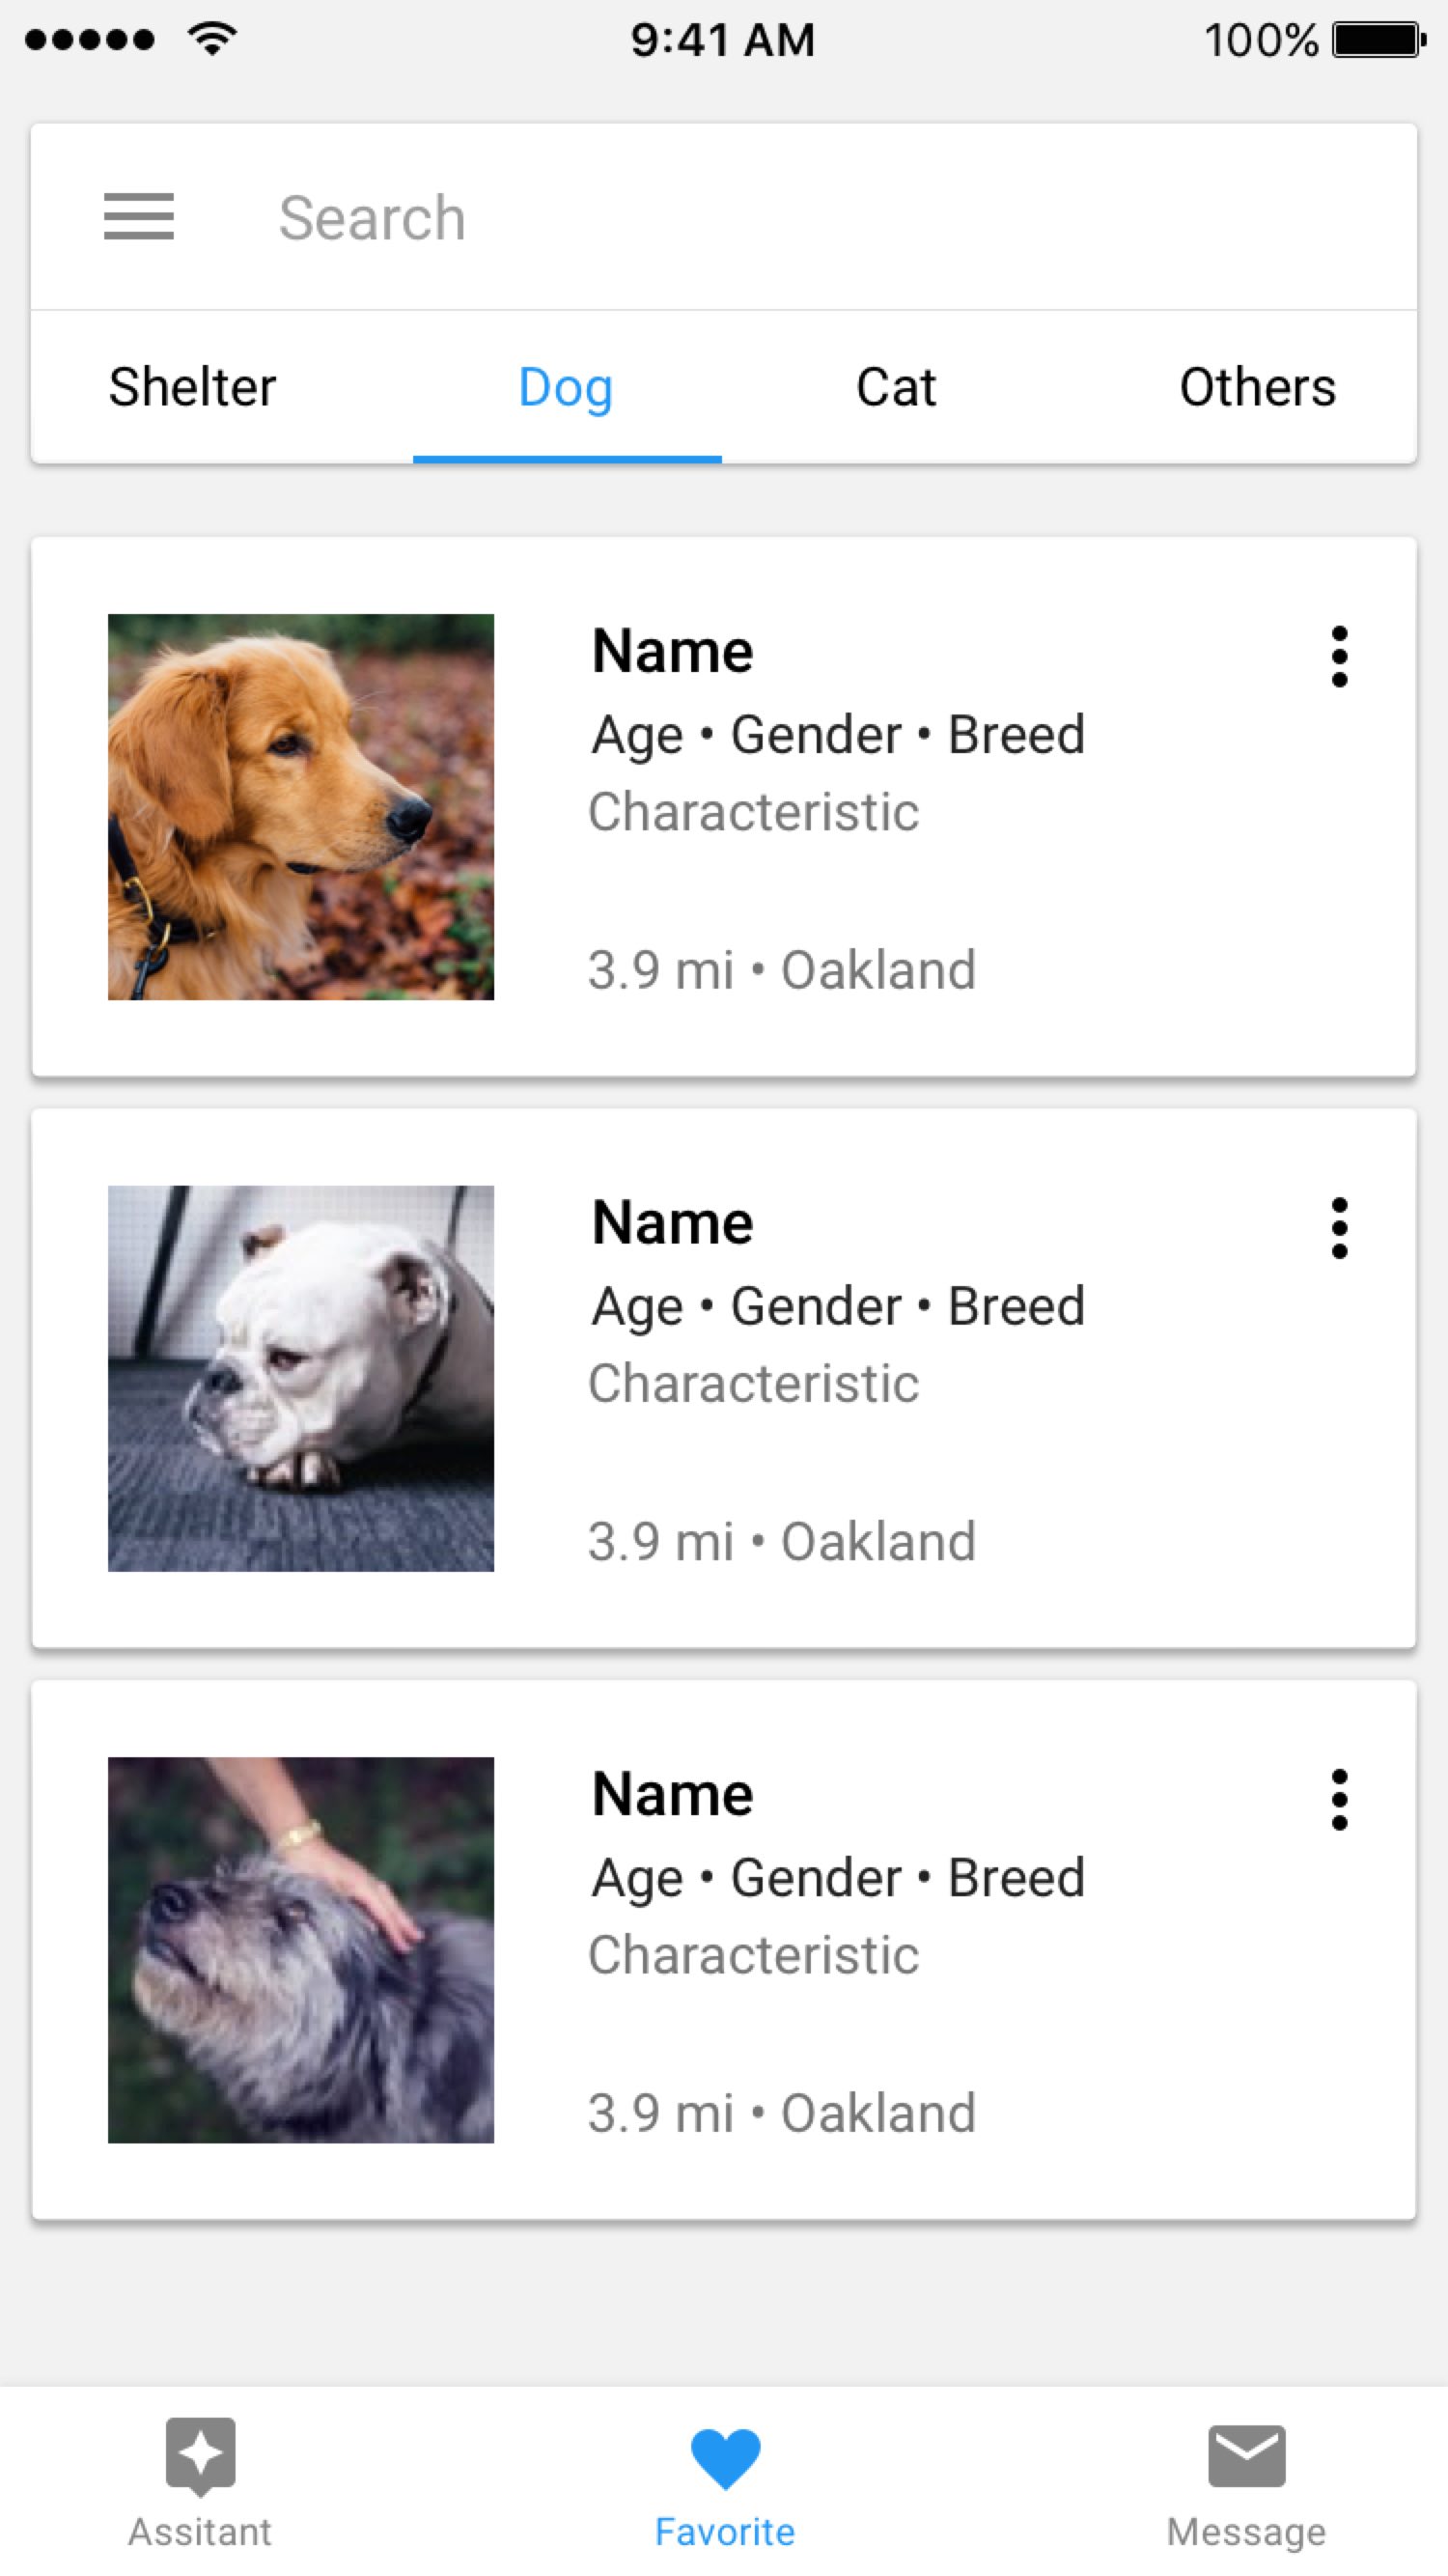 9:41 AM 100%
Search
Shelter Dog Cat Others
Name
Age • Gender • Breed
Characteristic
3.9 mi • Oakland
Name
Age • Gender • Breed
Characteristic
3.9 mi • Oakland
Name
Age • Gender • Breed
Characteristic
3.9 mi • Oakland
Assitant Favorite Message